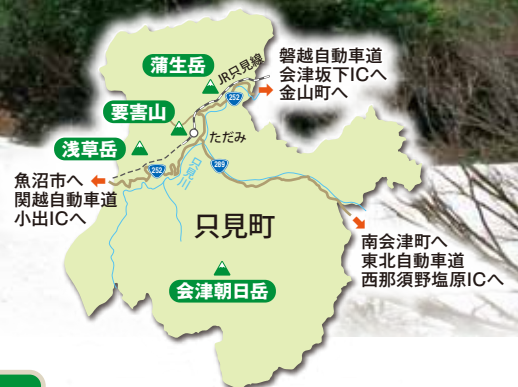 蒲生岳
JR只見線
磐越自動車道
会津坂下ICへ
金山町へ
252
要害山
ただみ
浅草岳
252
只見川
289
魚沼市へ
関越自動車道
小出ICへ
只見町
南会津町へ
東北自動車道
西那須野塩原ICへ
会津朝日岳